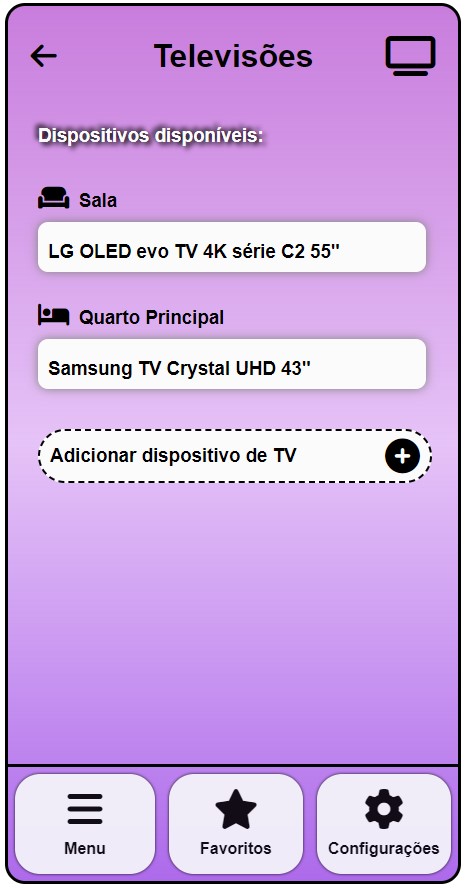 Televisões
Dispositivos disponíveis:
Sala
LG OLED evo TV 4K série C2 55"
Quarto Principal
Samsung TV Crystal UHD 43"
Adicionar dispositivo de TV
Menu
Favoritos
Configurações